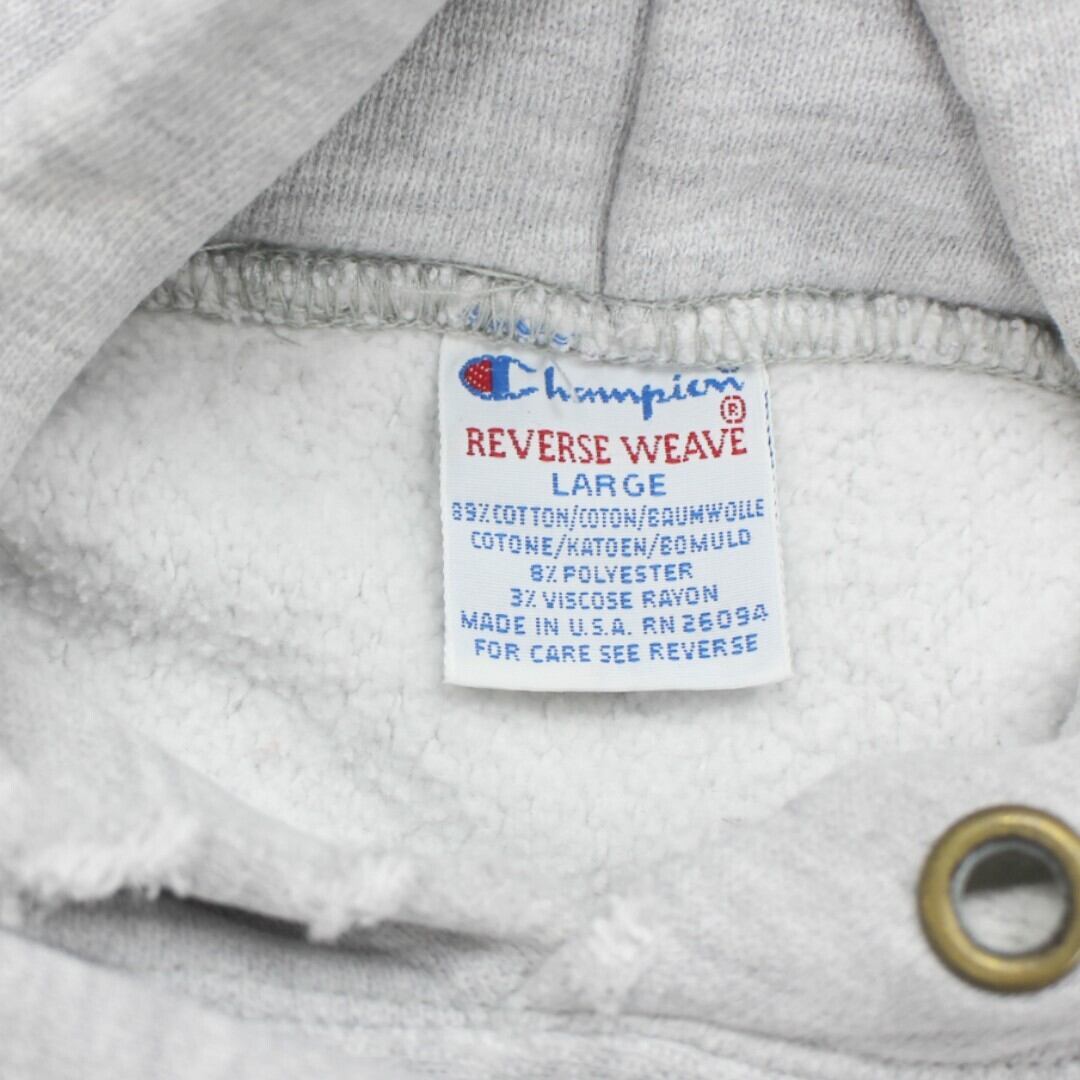 Champion
®
REVERSE WEAVE
LARGE
89% COTTON/COTON/BAUMWOLLE
COTONE/KATOEN/BOMULD
8% POLYESTER
3% VISCOSE RAYON
MADE IN U.S.A. RN 26094
FOR CARE SEE REVERSE